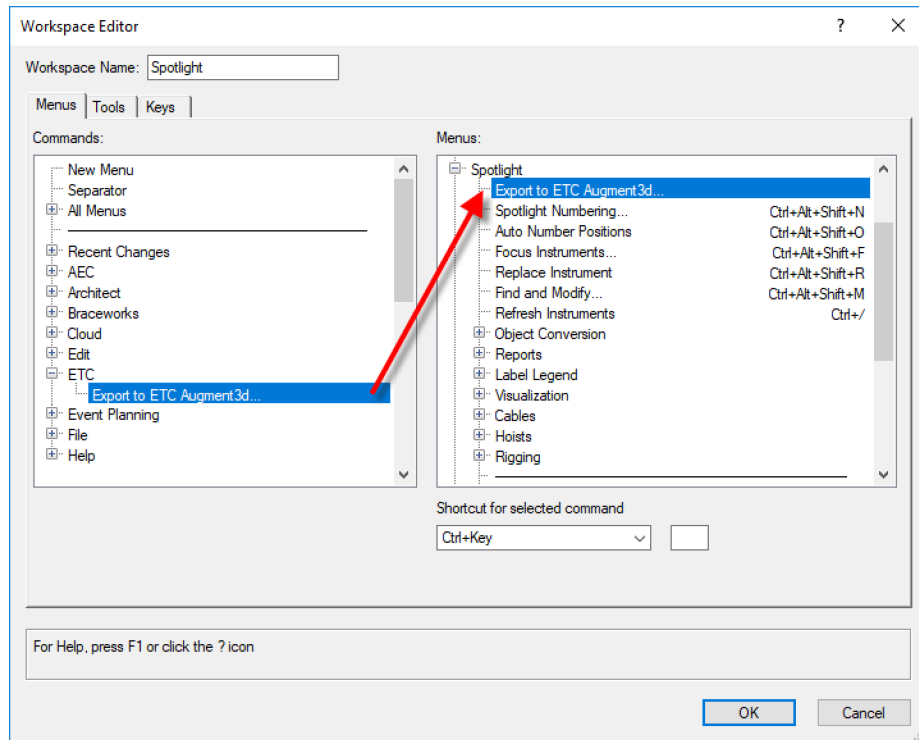 Workspace Editor
?
Workspace Name: Spotlight
Menus Tools Keys
Commands:
New Menu
Separator
All Menus
Recent Changes
AEC
Architect
Braceworks
Cloud
Edit
ETC
Export to ETC Augment3d...
Event Planning
File
Help
Menus:
Spotlight
Export to ETC Augment3d...
Spotlight Numbering... Ctrl+Alt+Shift+N
Auto Number Positions Ctrl+Alt+Shift+O
Focus Instruments... Ctrl+Alt+Shift+F
Replace Instrument Ctrl+Alt+Shift+R
Find and Modify... Ctrl+Alt+Shift+M
Refresh Instruments Ctrl+/
Object Conversion
Reports
Label Legend
Visualization
Cables
Hoists
Rigging
Shortcut for selected command
Ctrl+Key
For Help, press F1 or click the ? icon
OK Cancel